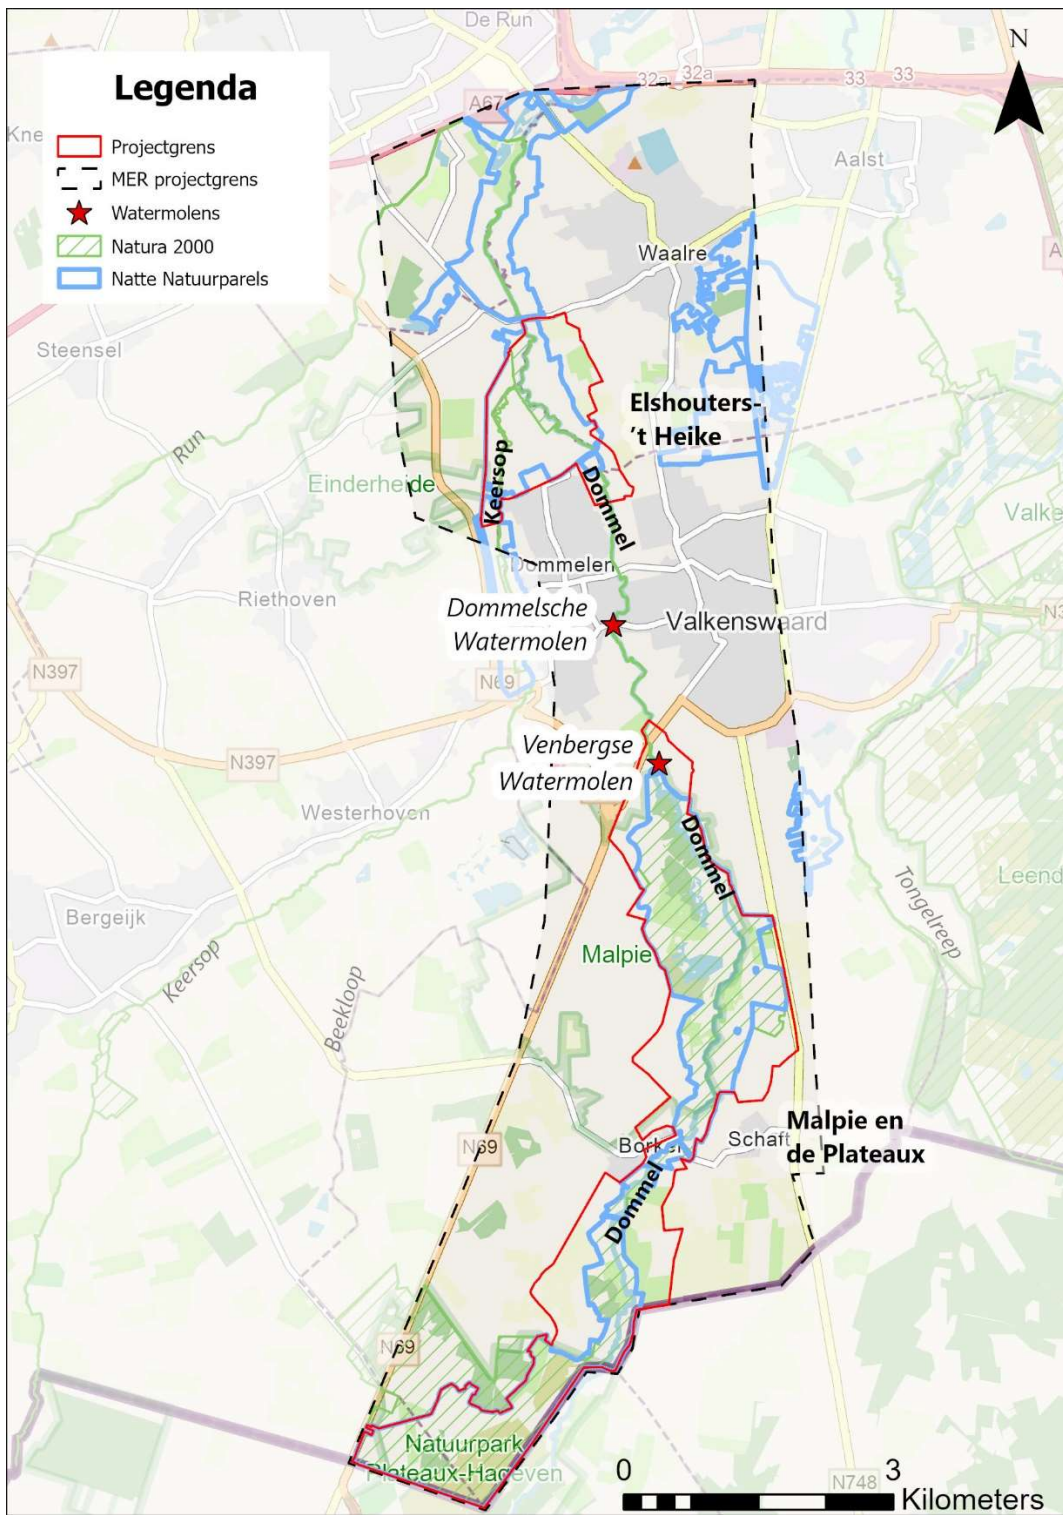 De Run
N
Legenda
32a
32a
33
33
A67
Kne
Projectgrens
Aalst
MER projectgrens
Watermolens
Natura 2000
Waalre
A
Natte Natuurparels
Steensel
Elshouters-
't Heike
Run
Keersop
Einderheide
Dommel
Valke
Dommelen
Riethoven
Dommelsche
Watermolen
Valkenswaard
N3
N397
N69
Venbergse
Watermolen
N397
Westerhoven
Dommel
Leend
Bergeijk
Tongelreep
Malpie
Keersop
Beekloop
Malpie en
de Plateaux
N69
Borkel
Schaft
Dommel
N69
Natuurpark
Plateaux-Hageven
0
3
N748
Kilometers